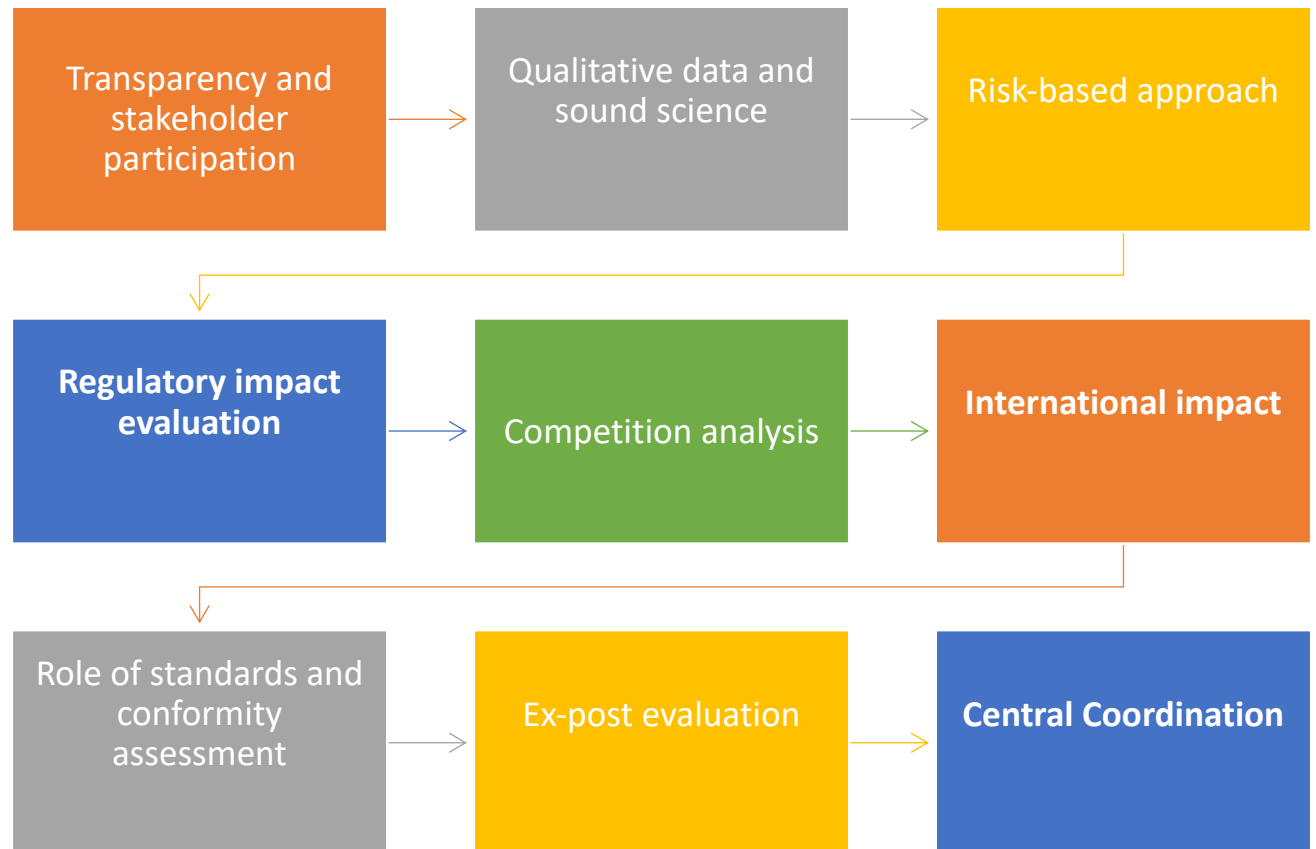 Transparency and
stakeholder
participation
Qualitative data and
sound science
Risk-based approach
Regulatory impact
evaluation
Competition analysis
International impact
Role of standards and
conformity
assessment
Ex-post evaluation
Central Coordination